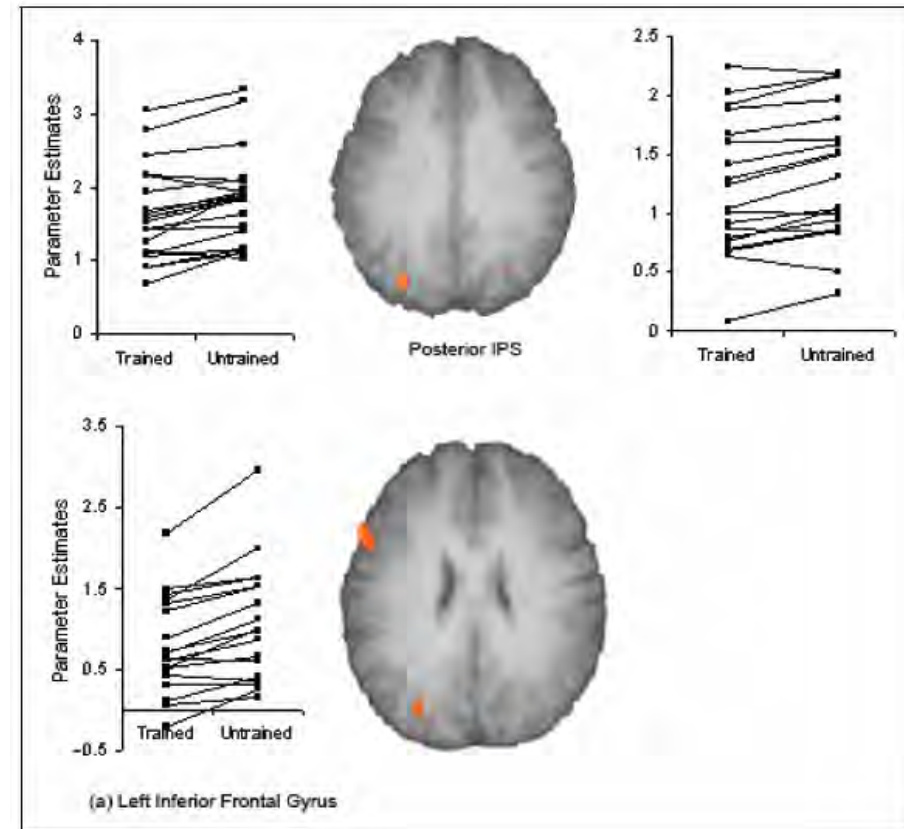 4
3
2
1
0
Parameter Estimates
Trained Untrained
Posterior IPS
2.5
2
1.5
1
0.5
0
Trained Untrained
3.5
2.5
1.5
0.5
-0.5
Parameter Estimates
Trained Untrained
(a) Left Inferior Frontal Gyrus